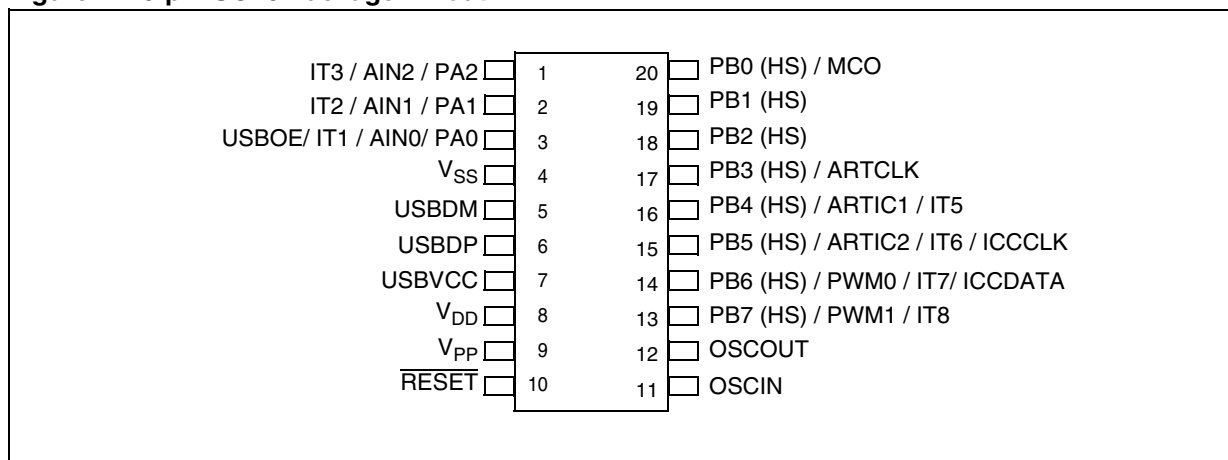 IT3 / AIN2 / PA2 1 20 PB0 (HS) / MCO
IT2 / AIN1 / PA1 2 19 PB1 (HS)
USBOE/ IT1 / AIN0/ PA0 3 18 PB2 (HS)
VSS 4 17 PB3 (HS) / ARTCLK
USBDM 5 16 PB4 (HS) / ARTIC1 / IT5
USBDP 6 15 PB5 (HS) / ARTIC2 / IT6 / ICCCLK
USBVCC 7 14 PB6 (HS) / PWM0 / IT7/ ICCDATA
VDD 8 13 PB7 (HS) / PWM1 / IT8
VPP 9 12 OSCOUT
RESET 10 11 OSCIN